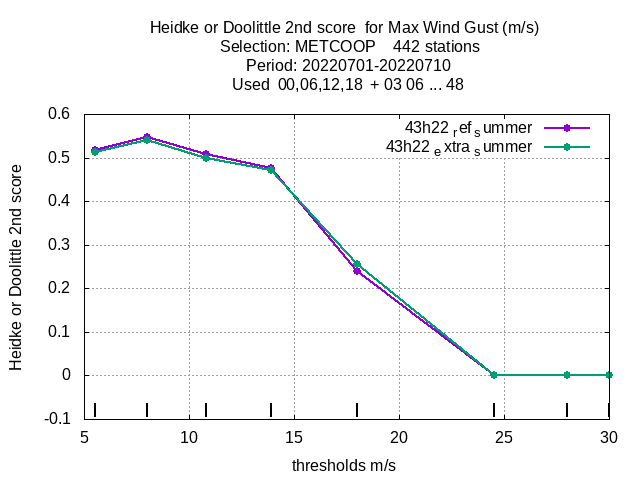 Heidke or Doolittle 2nd score  for Max Wind Gust (m/s)
Selection: METCOOP    442 stations
Period: 20220701-20220710
Used  00,06,12,18  + 03 06 ... 48
43h22 ref summer
43h22 extra summer
Heidke or Doolittle 2nd score
0.6
0.5
0.4
0.3
0.2
0.1
0
-0.1
5 10 15 20 25 30
thresholds m/s